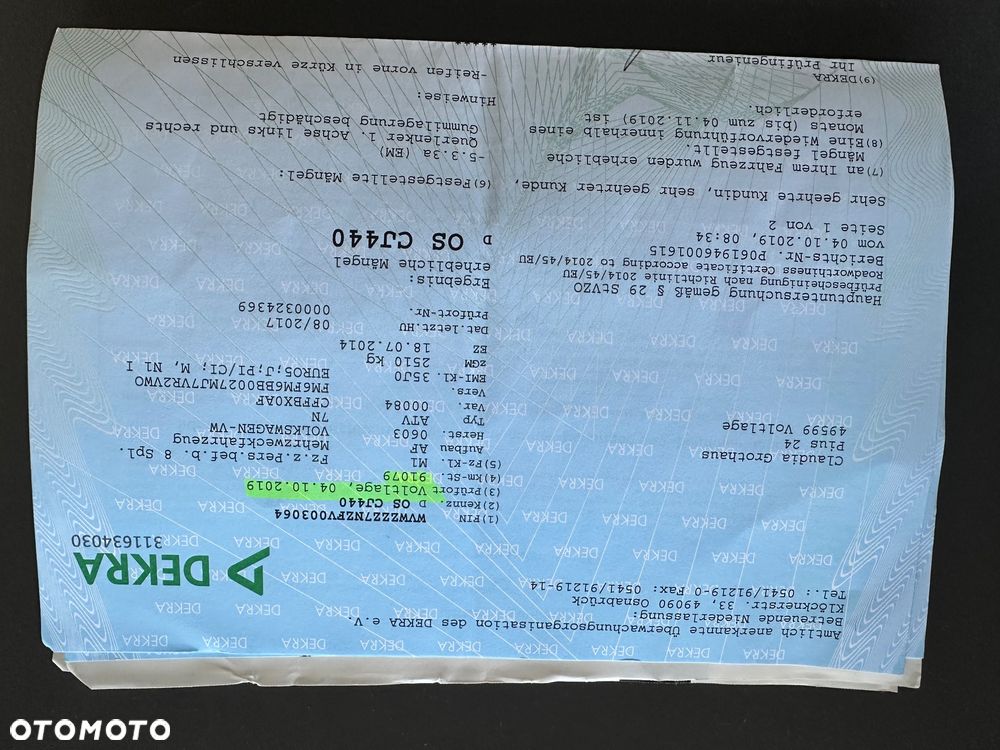 DEKRA
311634030
Amtlich anerkannte Überwachungsorganisation des DEKRA e.V.
Betreuende Niederlassung:
Klöcknerstr. 33, 49090 Osnabrück
Tel.: 0541/91219-0 Fax: 0541/91219-14
Claudia Grothaus
Pius 24
49599 Voltlage
Hauptuntersuchung gemäß § 29 StVZO
Prüfbescheinigung nach Richtlinie 2014/45/EU
Roadworthiness Certificate according to 2014/45/EU
Berichts-Nr. P061946001615
vom 04.10.2019, 08:34
Seite 1 von 2
Sehr geehrte Kundin, sehr geehrter Kunde,
(7)an Ihrem Fahrzeug wurden erhebliche
Mängel festgestellt.
(8)Eine Wiedervorführung innerhalb eines
Monats (bis zum 04.11.2019) ist
erforderlich.
(9)DEKRA
Ihr Prüfingenieur
(1)FIN WVWZZZ7NZFV003064
(2)Kennz D OS CJ440
(3)Prüfort Voltlage, 04.10.2019
(4)km-St. 91079
(5)Fz-Kl. M1
Aufbau AF Fz.z.Pers.bef.b. 8 Spl.
Mehrzweckfahrzeug
Herst. 0603 VOLKSWAGEN-VW
Typ ATV 7N
Var. 00084 CFFBX0AF
Vers. FM6FM6BB0027MJ7VR2VWO
EMI-Kl. 35J0 EURO5;J;PI/CI; M, N1 I
zGM 2510 kg
EZ 18.07.2014
Dat.letzt.HU 08/2017
Prüfort-Nr. 0000324369
Ergebnis:
erhebliche Mängel
D OS CJ440
(6)Festgestellte Mängel:
-5.3.3a (EM)
Querlenker 1. Achse links und rechts
Gummilagerung beschädigt
Hinweise:
-Reifen vorne in Kürze verschlissen
OTOMOTO